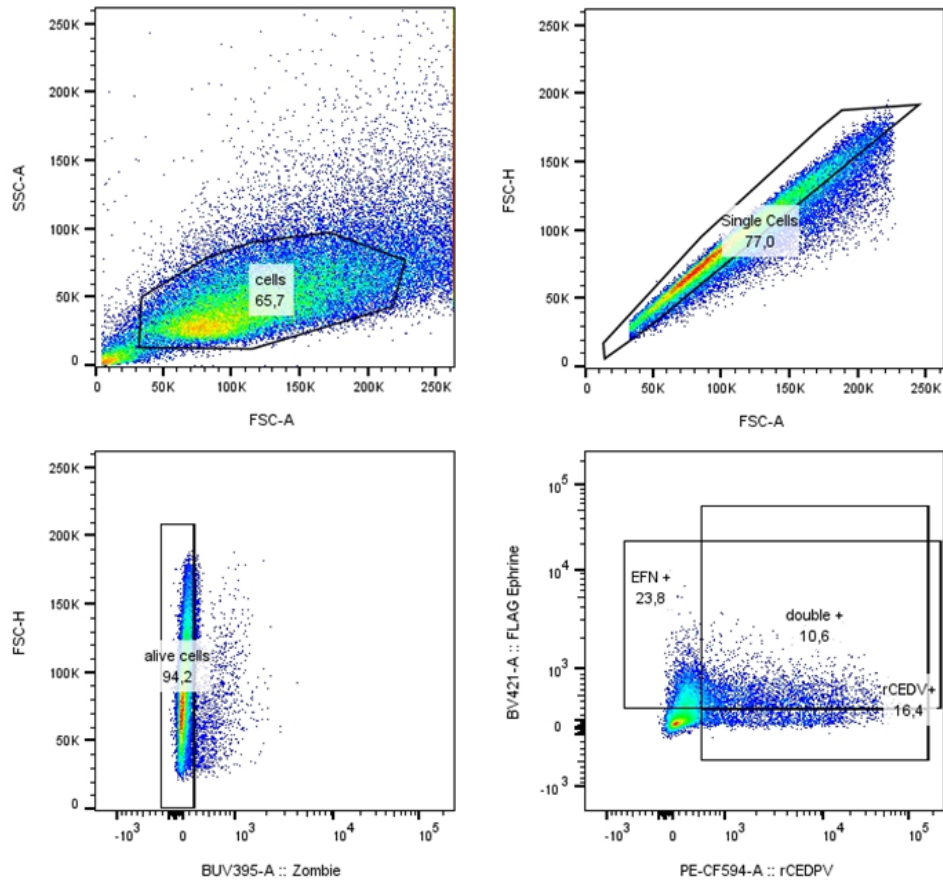 260K
250K
200K
150K
100K
50K
0
SSC-A
cells
65,7
0 50K 100K 150K 200K 250K
FSC-A
250K
200K
150K
100K
50K
0
FSC-H
Single Cells
77,0
0 50K 100K 150K 200K 250K
FSC-A
250K
200K
150K
100K
50K
0
FSC-H
alive cells
94,2
-10³ 0 10³ 10⁴ 10⁵
BUV395-A :: Zombie
10⁵
10⁴
10³
0
-10³
BV421-A :: FLAG Ephrine
EFN +
23,8
double +
10,6
rCEDV+
16,4
-10³ 0 10³ 10⁴ 10⁵
PE-CF594-A :: rCEDPV